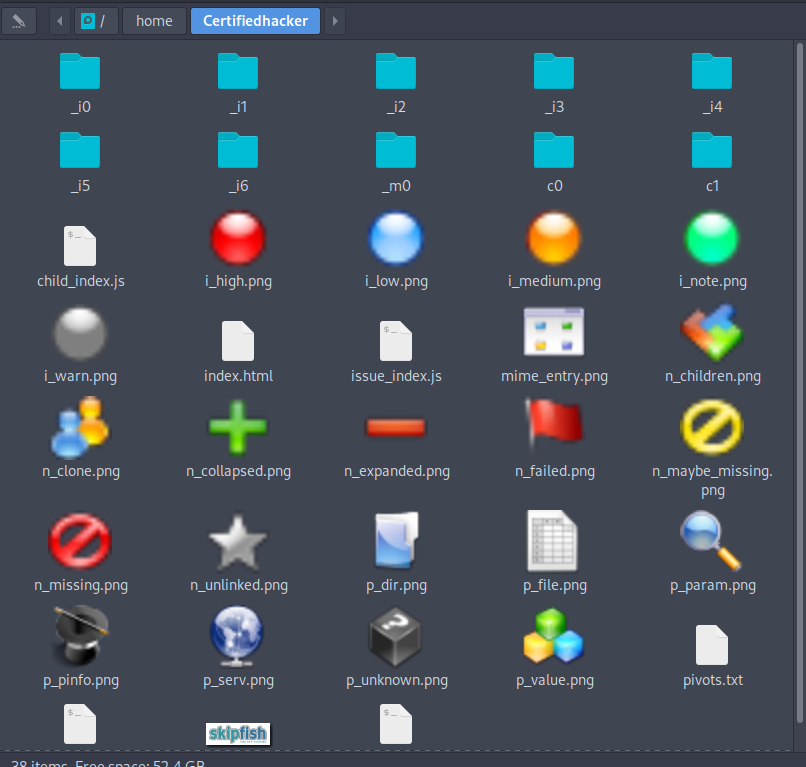 / home Certifiedhacker
_i0 _i1 _i2 _i3 _i4
_i5 _i6 _m0 c0 c1
child_index.js i_high.png i_low.png i_medium.png i_note.png
i_warn.png index.html issue_index.js mime_entry.png n_children.png
n_clone.png n_collapsed.png n_expanded.png n_failed.png n_maybe_missing.
png
n_missing.png n_unlinked.png p_dir.png p_file.png p_param.png
p_pinfo.png p_serv.png p_unknown.png p_value.png pivots.txt
skipfish
38 items, Free space: 52.4 GB